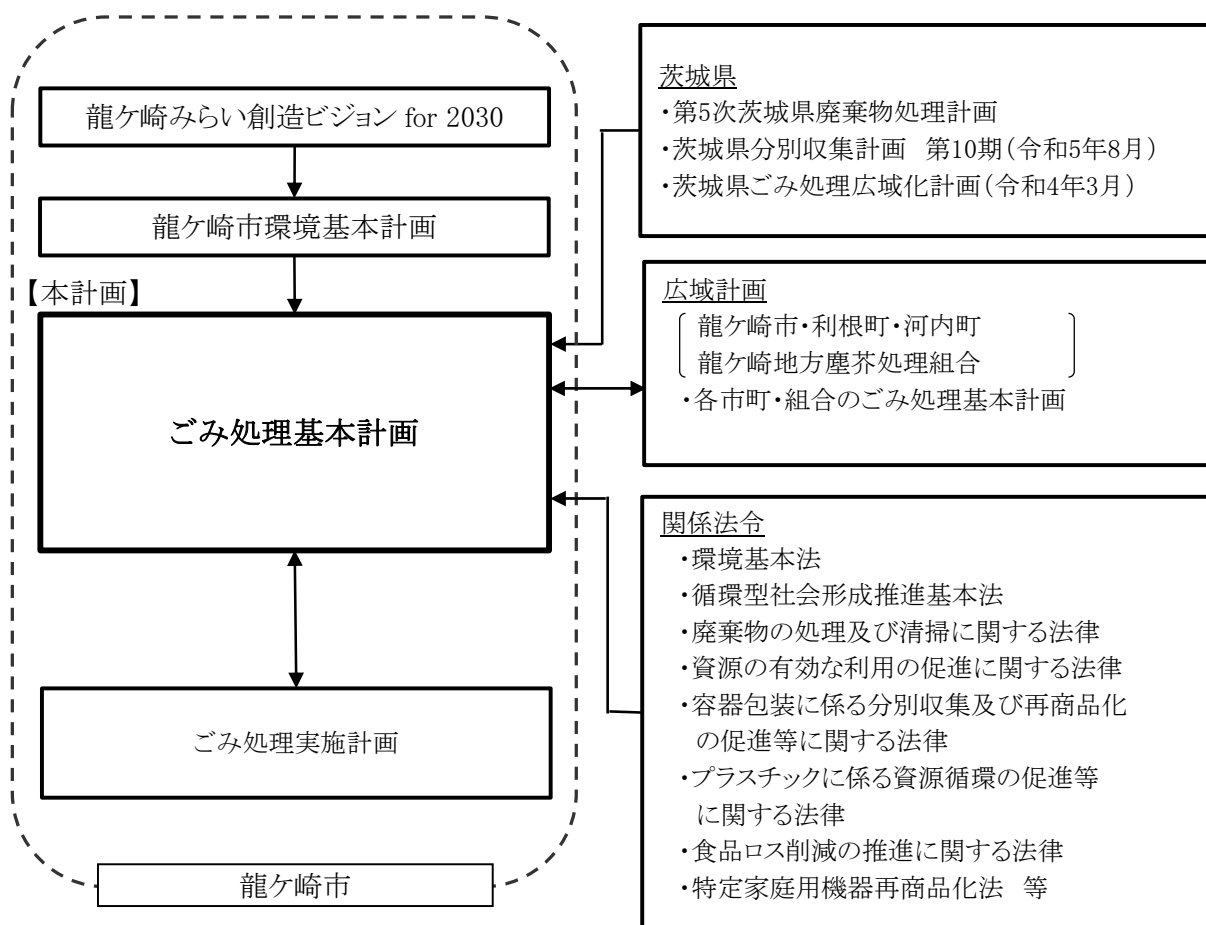 龍ケ崎みらい創造ビジョン for 2030
龍ケ崎市環境基本計画
【本計画】
ごみ処理基本計画
ごみ処理実施計画
龍ケ崎市
茨城県
・第5次茨城県廃棄物処理計画
・茨城県分別収集計画　第10期(令和5年8月)
・茨城県ごみ処理広域化計画(令和4年3月)
広域計画
龍ケ崎市・利根町・河内町
龍ケ崎地方塵芥処理組合
・各市町・組合のごみ処理基本計画
関係法令
・環境基本法
・循環型社会形成推進基本法
・廃棄物の処理及び清掃に関する法律
・資源の有効な利用の促進に関する法律
・容器包装に係る分別収集及び再商品化
の促進等に関する法律
・プラスチックに係る資源循環の促進等
に関する法律
・食品ロス削減の推進に関する法律
・特定家庭用機器再商品化法　等